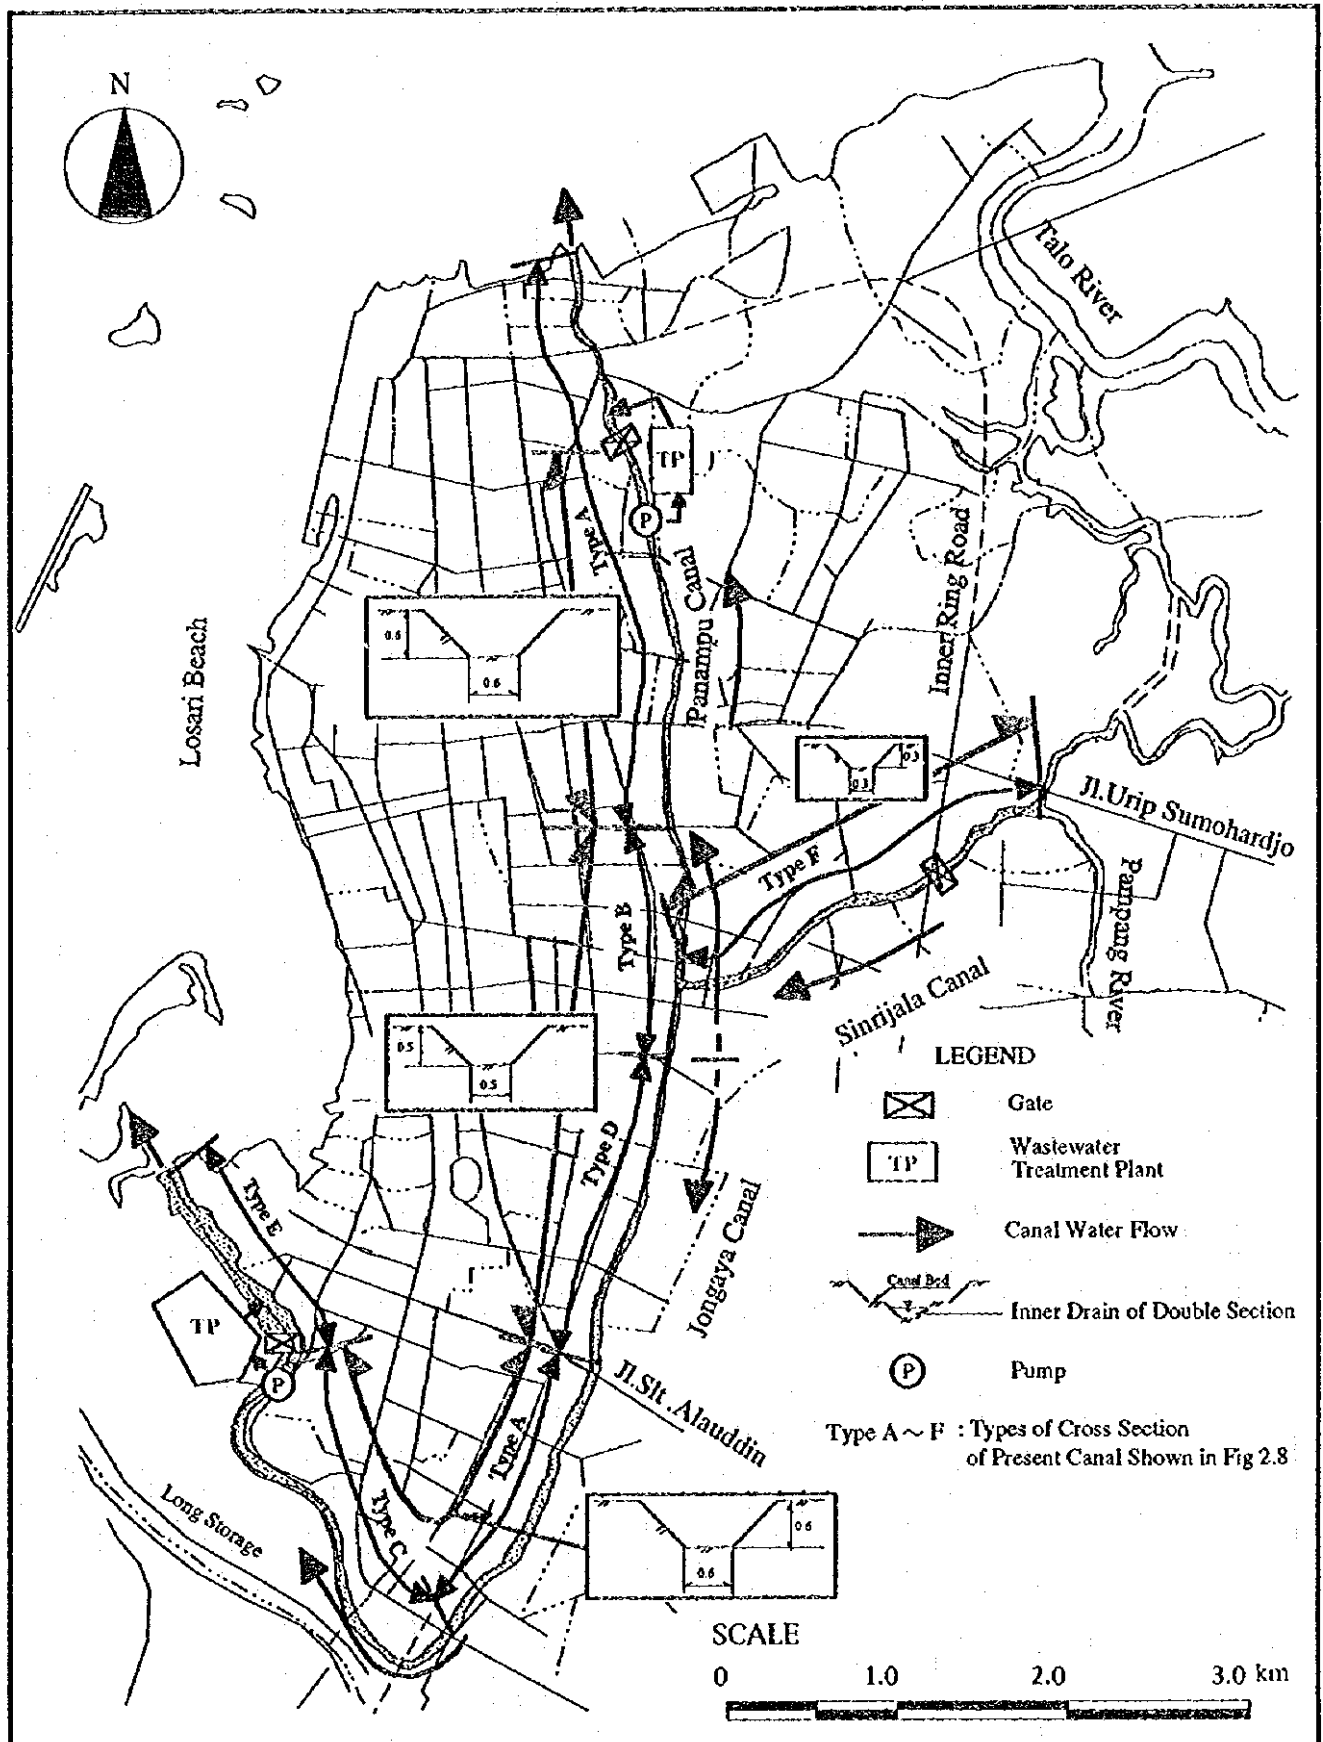 N
Talo River
TP
P
Type A
Panampu Canal
Inner Ring Road
0.6
0.6
Losari Beach
0.3
0.3
Jl.Urip Sumohardjo
Type F
Type B
Pampang River
Sinrijala Canal
0.5
0.5
LEGEND
Gate
TP
Wastewater
Treatment Plant
Canal Water Flow
Canal Bed
Inner Drain of Double Section
P
Pump
Type A ~ F : Types of Cross Section
of Present Canal Shown in Fig 2.8
Type D
Type E
Jongaya Canal
TP
P
Jl.Slt. Alauddin
Type A
Type C
Long Storage
0.6
0.6
SCALE
0 1.0 2.0 3.0 km